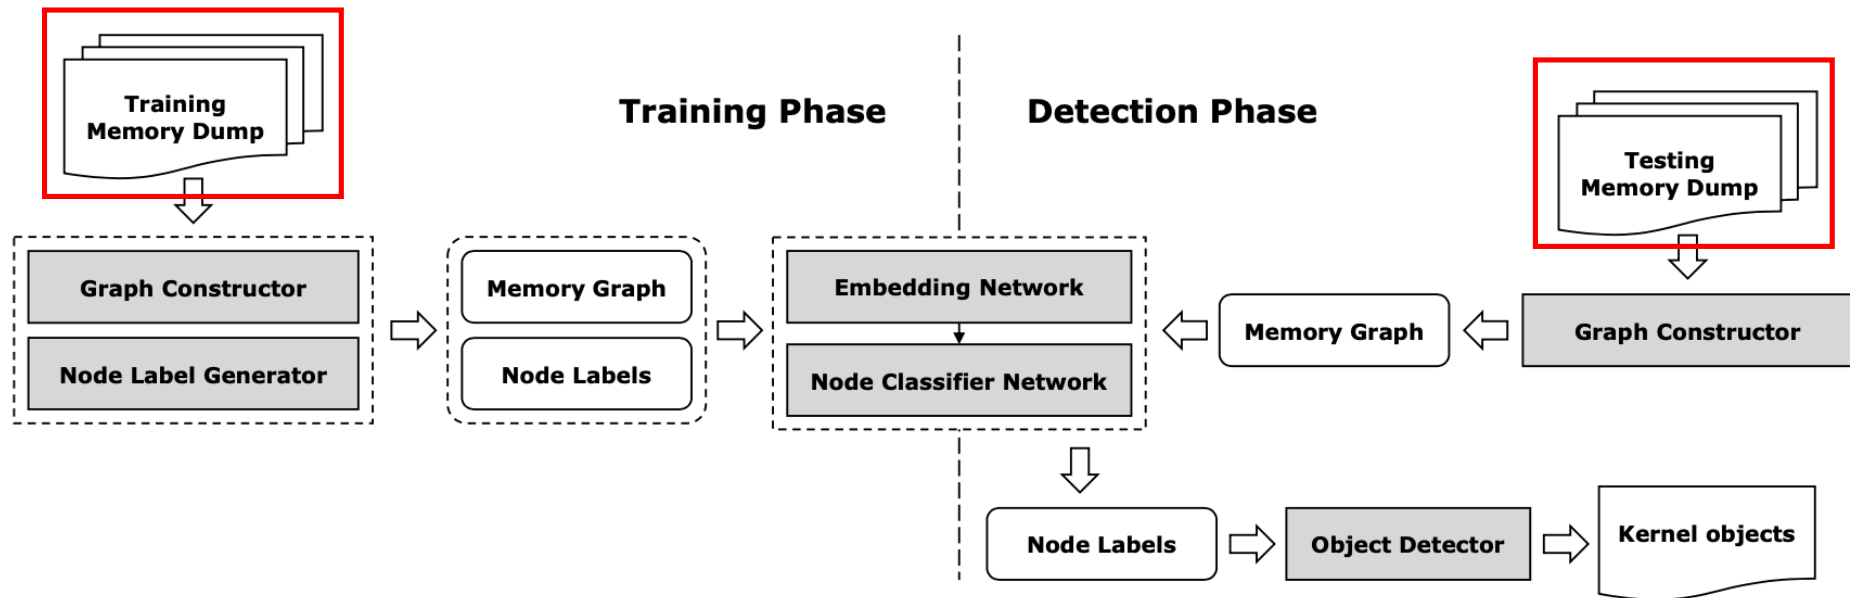 Training
Memory Dump
Training Phase
Detection Phase
Testing
Memory Dump
Graph Constructor
Node Label Generator
Memory Graph
Node Labels
Embedding Network
Node Classifier Network
Memory Graph
Graph Constructor
Node Labels
Object Detector
Kernel objects